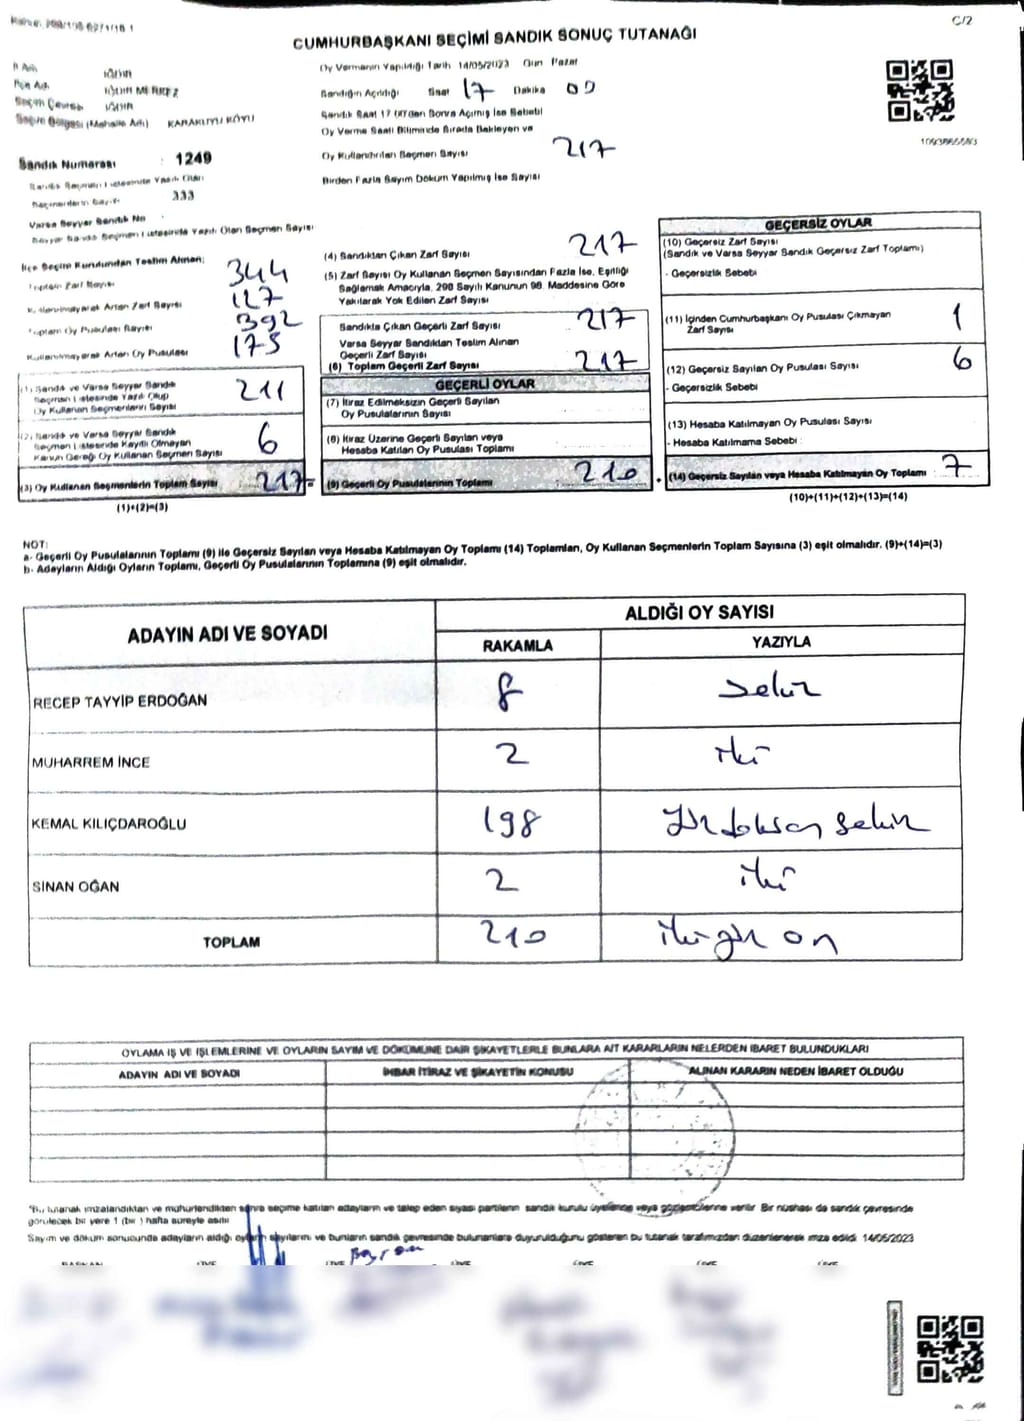 C/2
CUMHURBAŞKANI SEÇİMİ SANDIK SONUÇ TUTANAĞI
İl Adı IĞDIR
İlçe Adı IĞDIR MERKEZ
Seçim Çevresi IĞDIR
Seçim Bölgesi (Mahalle Adı) KARAKUYU KÖYÜ
Sandık Numarası : 1249
Sandık Seçmen Listesinde Yazılı Olan
Seçmenlerin Sayısı 333
Varsa Seyyar Sandık No :
Seyyar Sandık Seçmen Listesinde Yazılı Olan Seçmen Sayısı
Oy Vermenin Yapıldığı Tarih 14/05/2023 Gün Pazar
Sandığın Açıldığı Saat 17 Dakika 00
Sandık Saat 17 00'den Sonra Açılmış İse Sebebi
Oy Verme Saati Bitiminde Sırada Bekleyen ve
Oy Kullandırılan Seçmen Sayısı 217
Birden Fazla Sayım Döküm Yapılmış İse Sayısı
İlçe Seçim Kurulundan Teslim Alınan;
Toplam Zarf Sayısı 344
Kullanılmayarak Artan Zarf Sayısı 127
Toplam Oy Pusulası Sayısı 392
Kullanılmayarak Artan Oy Pusulası 175
(1) Sandık ve Varsa Seyyar Sandık
Seçmen Listesinde Yazılı Olup
Oy Kullanan Seçmenlerin Sayısı 211
(2) Sandık ve Varsa Seyyar Sandık
Seçmen Listesinde Kayıtlı Olmayan
Kanun Gereği Oy Kullanan Seçmen Sayısı 6
(3) Oy Kullanan Seçmenlerin Toplam Sayısı 217=
(1)+(2)=(3)
(4) Sandıktan Çıkan Zarf Sayısı 217
(5) Zarf Sayısı Oy Kullanan Seçmen Sayısından Fazla İse, Eşitliği
Sağlamak Amacıyla, 298 Sayılı Kanunun 98. Maddesine Göre
Yakılarak Yok Edilen Zarf Sayısı
Sandıkta Çıkan Geçerli Zarf Sayısı 217
Varsa Seyyar Sandıktan Teslim Alınan
Geçerli Zarf Sayısı
(6) Toplam Geçerli Zarf Sayısı 217
GEÇERLİ OYLAR
(7) İtiraz Edilmeksizin Geçerli Sayılan
Oy Pusulalarının Sayısı
(8) İtiraz Üzerine Geçerli Sayılan veya
Hesaba Katılan Oy Pusulası Toplamı
(9) Geçerli Oy Pusulalarının Toplamı 210
GEÇERSİZ OYLAR
(10) Geçersiz Zarf Sayısı
(Sandık ve Varsa Seyyar Sandık Geçersiz Zarf Toplamı)
- Geçersizlik Sebebi
(11) İçinden Cumhurbaşkanı Oy Pusulası Çıkmayan
Zarf Sayısı 1
(12) Geçersiz Sayılan Oy Pusulası Sayısı 6
- Geçersizlik Sebebi
(13) Hesaba Katılmayan Oy Pusulası Sayısı
- Hesaba Katılmama Sebebi :
+ (14) Geçersiz Sayılan veya Hesaba Katılmayan Oy Toplamı 7
(10)+(11)+(12)+(13)=(14)
NOT:
a- Geçerli Oy Pusulalarının Toplamı (9) ile Geçersiz Sayılan veya Hesaba Katılmayan Oy Toplamı (14) Toplamları, Oy Kullanan Seçmenlerin Toplam Sayısına (3) eşit olmalıdır. (9)+(14)=(3)
b- Adayların Aldığı Oyların Toplamı, Geçerli Oy Pusulalarının Toplamına (9) eşit olmalıdır.
ADAYIN ADI VE SOYADI ALDIĞI OY SAYISI
RAKAMLA YAZIYLA
RECEP TAYYİP ERDOĞAN 8 sekiz
MUHARREM İNCE 2 iki
KEMAL KILIÇDAROĞLU 198 Yüzdoksan sekiz
SİNAN OĞAN 2 iki
TOPLAM 210 ikiyüz on
OYLAMA İŞ VE İŞLEMLERİNE VE OYLARIN SAYIM VE DÖKÜMÜNE DAİR ŞİKAYETLERLE BUNLARA AİT KARARLARIN NELERDEN İBARET BULUNDUKLARI
ADAYIN ADI VE SOYADI İHBAR İTİRAZ VE ŞİKAYETİN KONUSU ALINAN KARARIN NEDEN İBARET OLDUĞU
*Bu tutanak imzalandıktan ve mühürlendikten sonra seçime katılan adayların ve talep eden siyasi partilerin sandık kurulu üyelerine veya gözlemcilerine verilir. Bir nüshası da sandık çevresinde
görülecek bir yere 1 (bir) hafta süreyle asılır
Sayım ve döküm sonucunda adayların aldığı oyların sayılarını ve bunların sandık çevresinde bulunanlara duyurulduğunu gösteren bu tutanak tarafımızdan düzenlenerek imza edildi. 14/05/2023